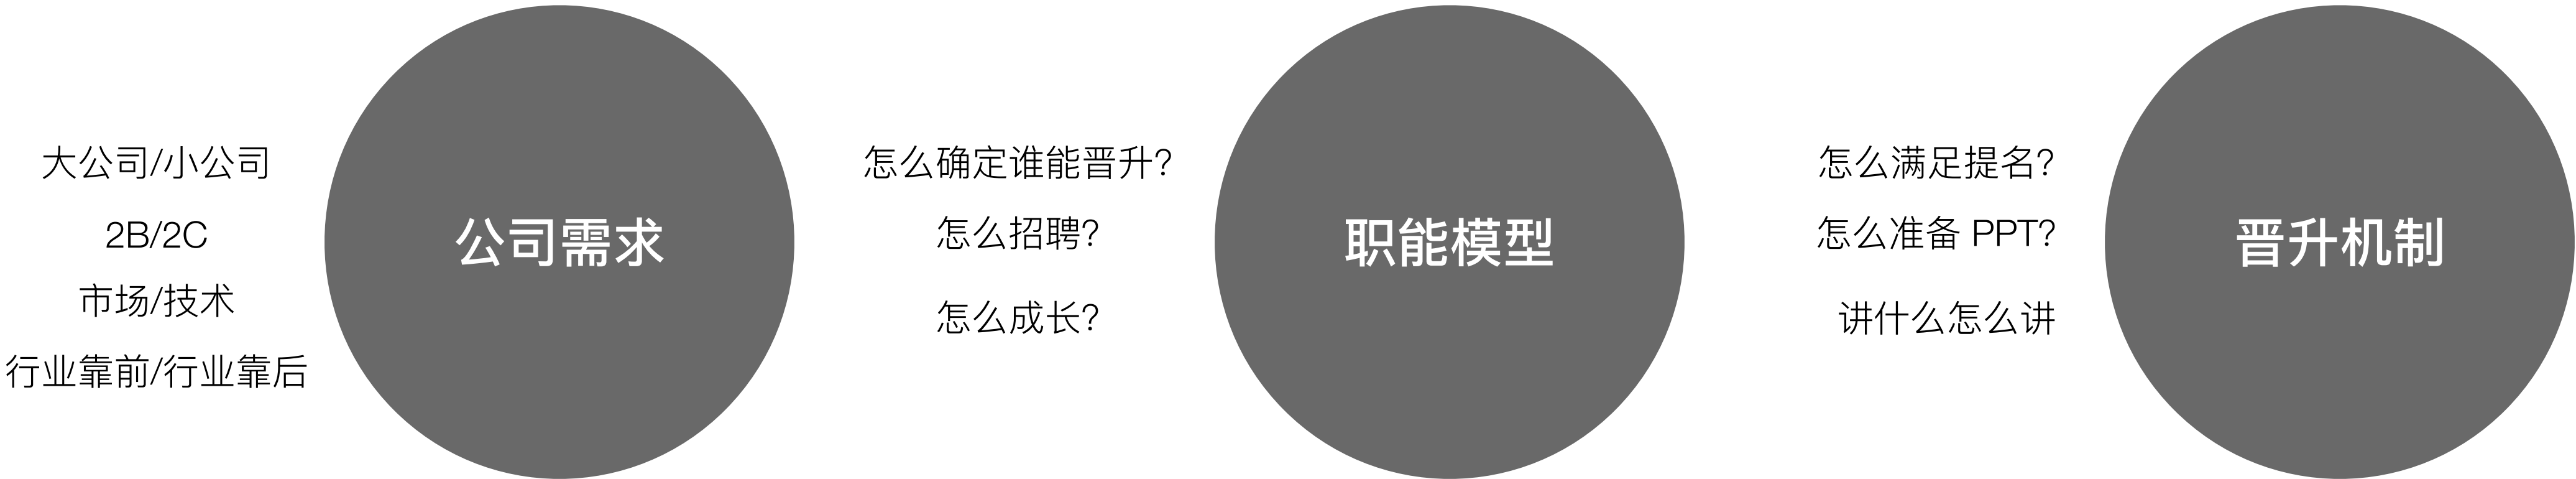 大公司/小公司
2B/2C
市场/技术
行业靠前/行业靠后
公司需求
怎么确定谁能晋升?
怎么招聘?
怎么成长?
职能模型
怎么满足提名?
怎么准备 PPT?
讲什么怎么讲
晋升机制